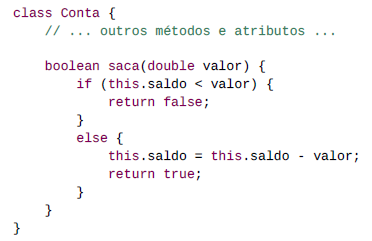 class Conta {
    // ... outros métodos e atributos ...
    boolean saca(double valor) {
        if (this.saldo < valor) {
            return false;
        }
        else {
            this.saldo = this.saldo - valor;
            return true;
        }
    }
}